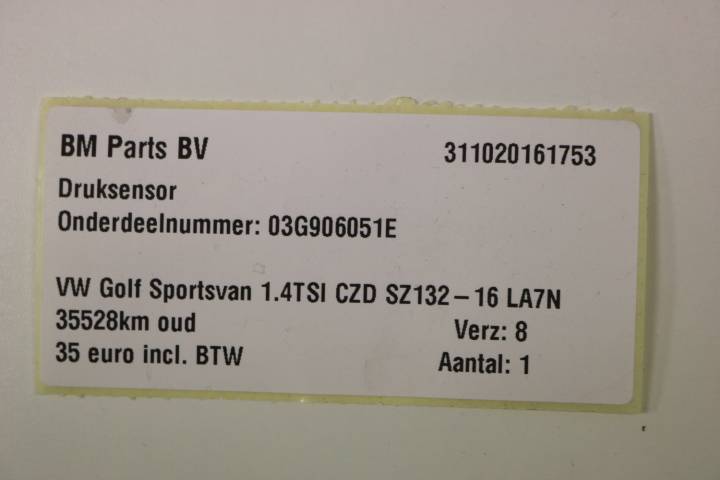 BM Parts BV 311020161753
Druksensor
Onderdeelnummer: 03G906051E
VW Golf Sportsvan 1.4TSI CZD SZ132-16 LA7N
35528km oud Verz: 8
35 euro incl. BTW Aantal: 1